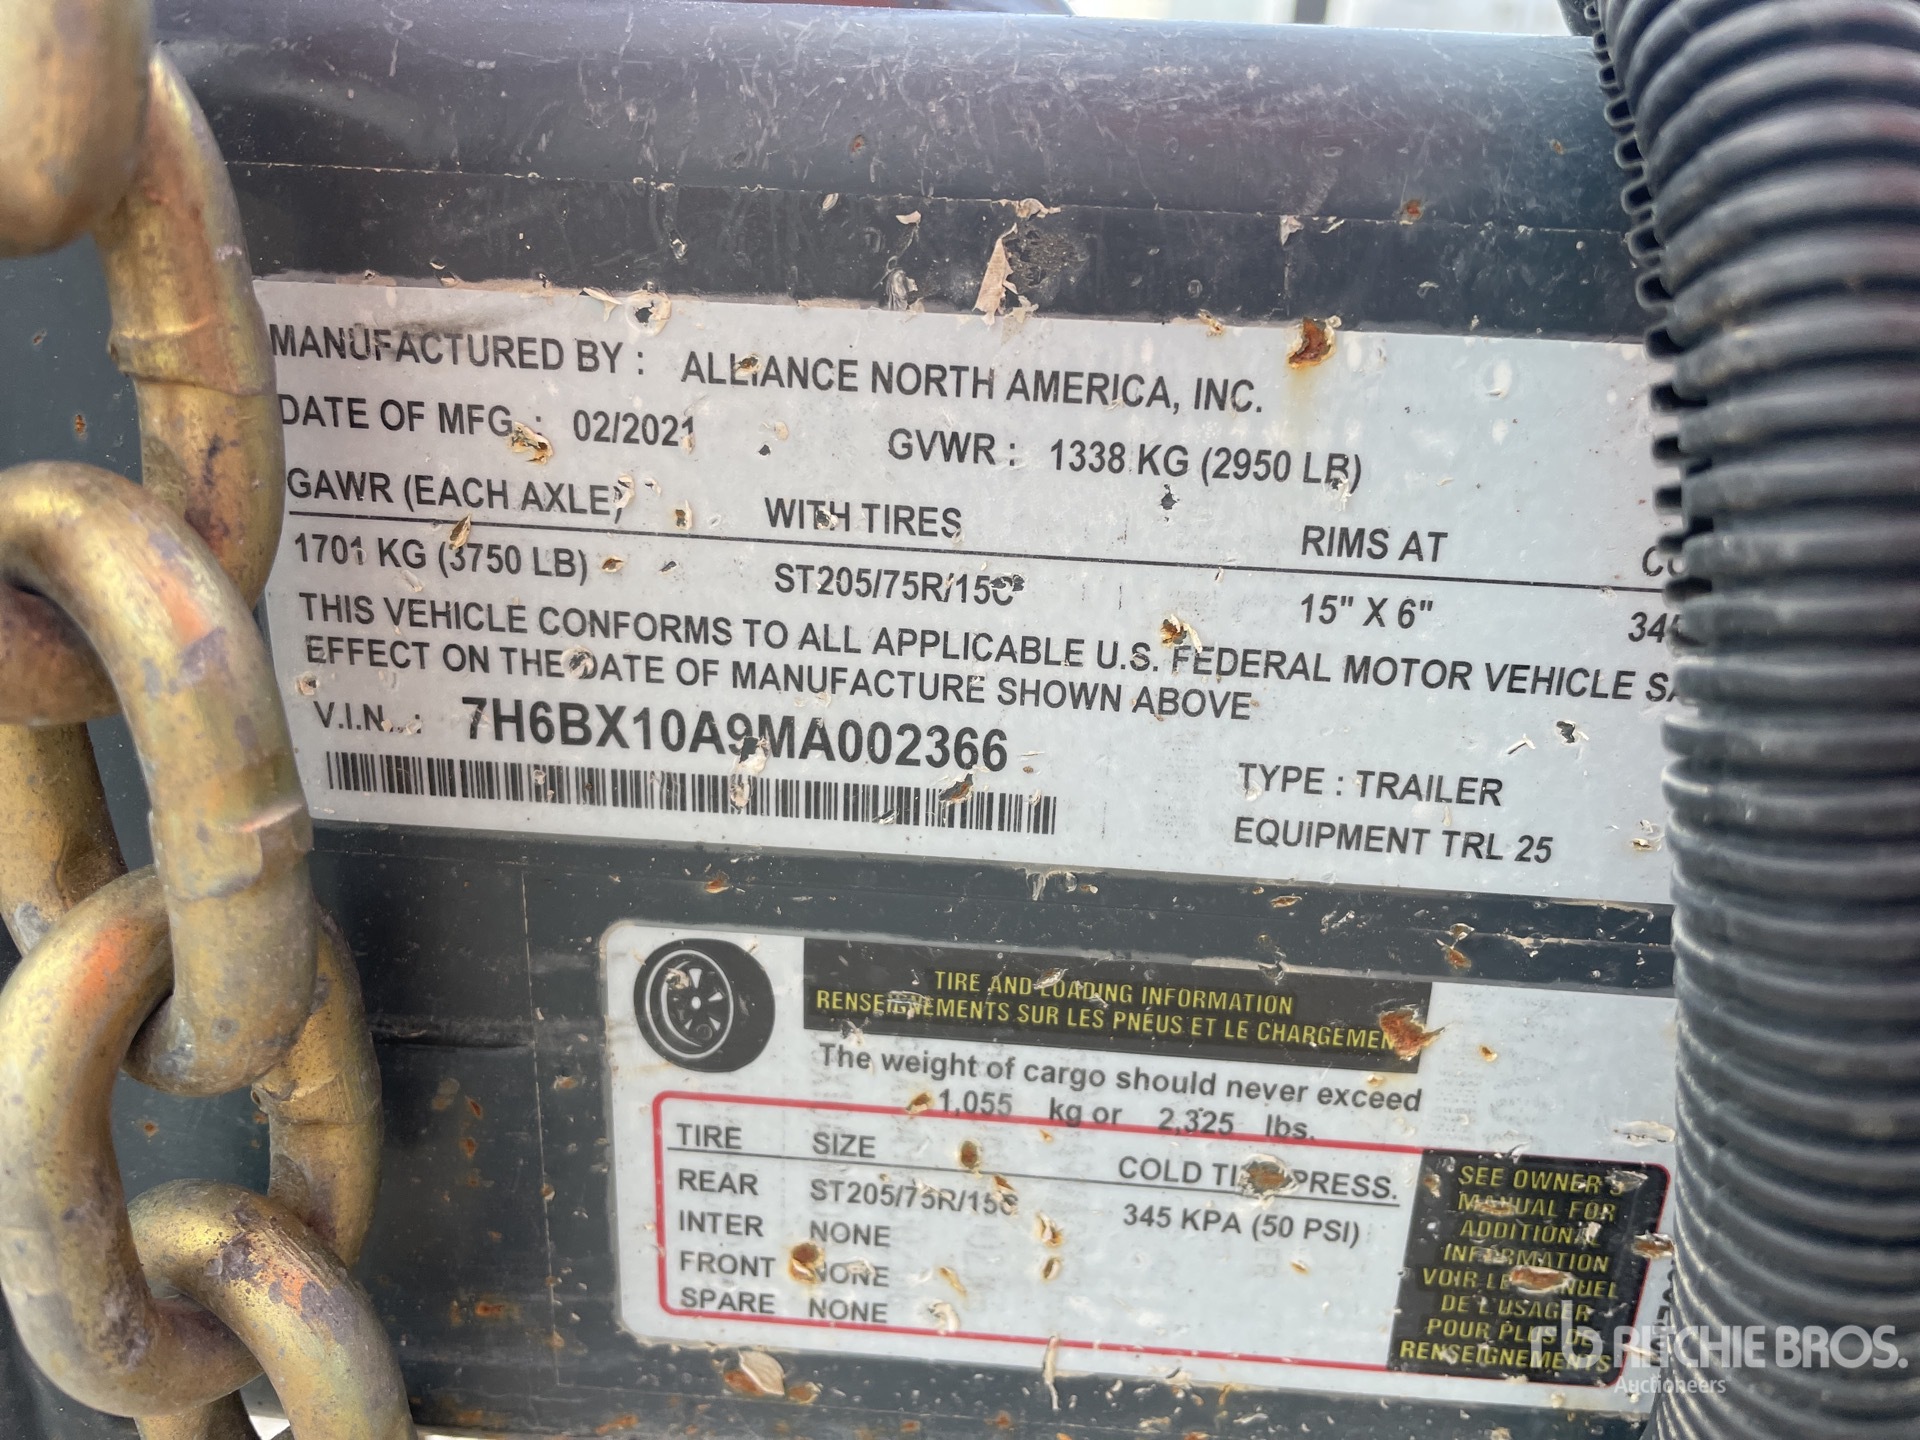 MANUFACTURED BY : ALLIANCE NORTH AMERICA, INC.
DATE OF MFG. : 02/2021 GVWR : 1338 KG (2950 LB)
GAWR (EACH AXLE) WITH TIRES RIMS AT
1701 KG (3750 LB) ST205/75R/15C 15" X 6"
THIS VEHICLE CONFORMS TO ALL APPLICABLE U.S. FEDERAL MOTOR VEHICLE
EFFECT ON THE DATE OF MANUFACTURE SHOWN ABOVE
V.I.N. : 7H6BX10A9MA002366
TYPE : TRAILER
EQUIPMENT TRL 25
TIRE AND LOADING INFORMATION
RENSEIGNEMENTS SUR LES PNEUS ET LE CHARGEMEN
The weight of cargo should never exceed
1,055 kg or 2,325 lbs.
TIRE SIZE COLD TIRE PRESS.
REAR ST205/75R/15C 345 KPA (50 PSI)
INTER NONE
FRONT NONE
SPARE NONE
SEE OWNER'S
MANUAL FOR
ADDITIONAL
INFORMATION
VOIR LE MANUEL
DE L'USAGER
POUR PLUS DE
RENSEIGNEMENTS
rb RITCHIE BROS.
Auctioneers